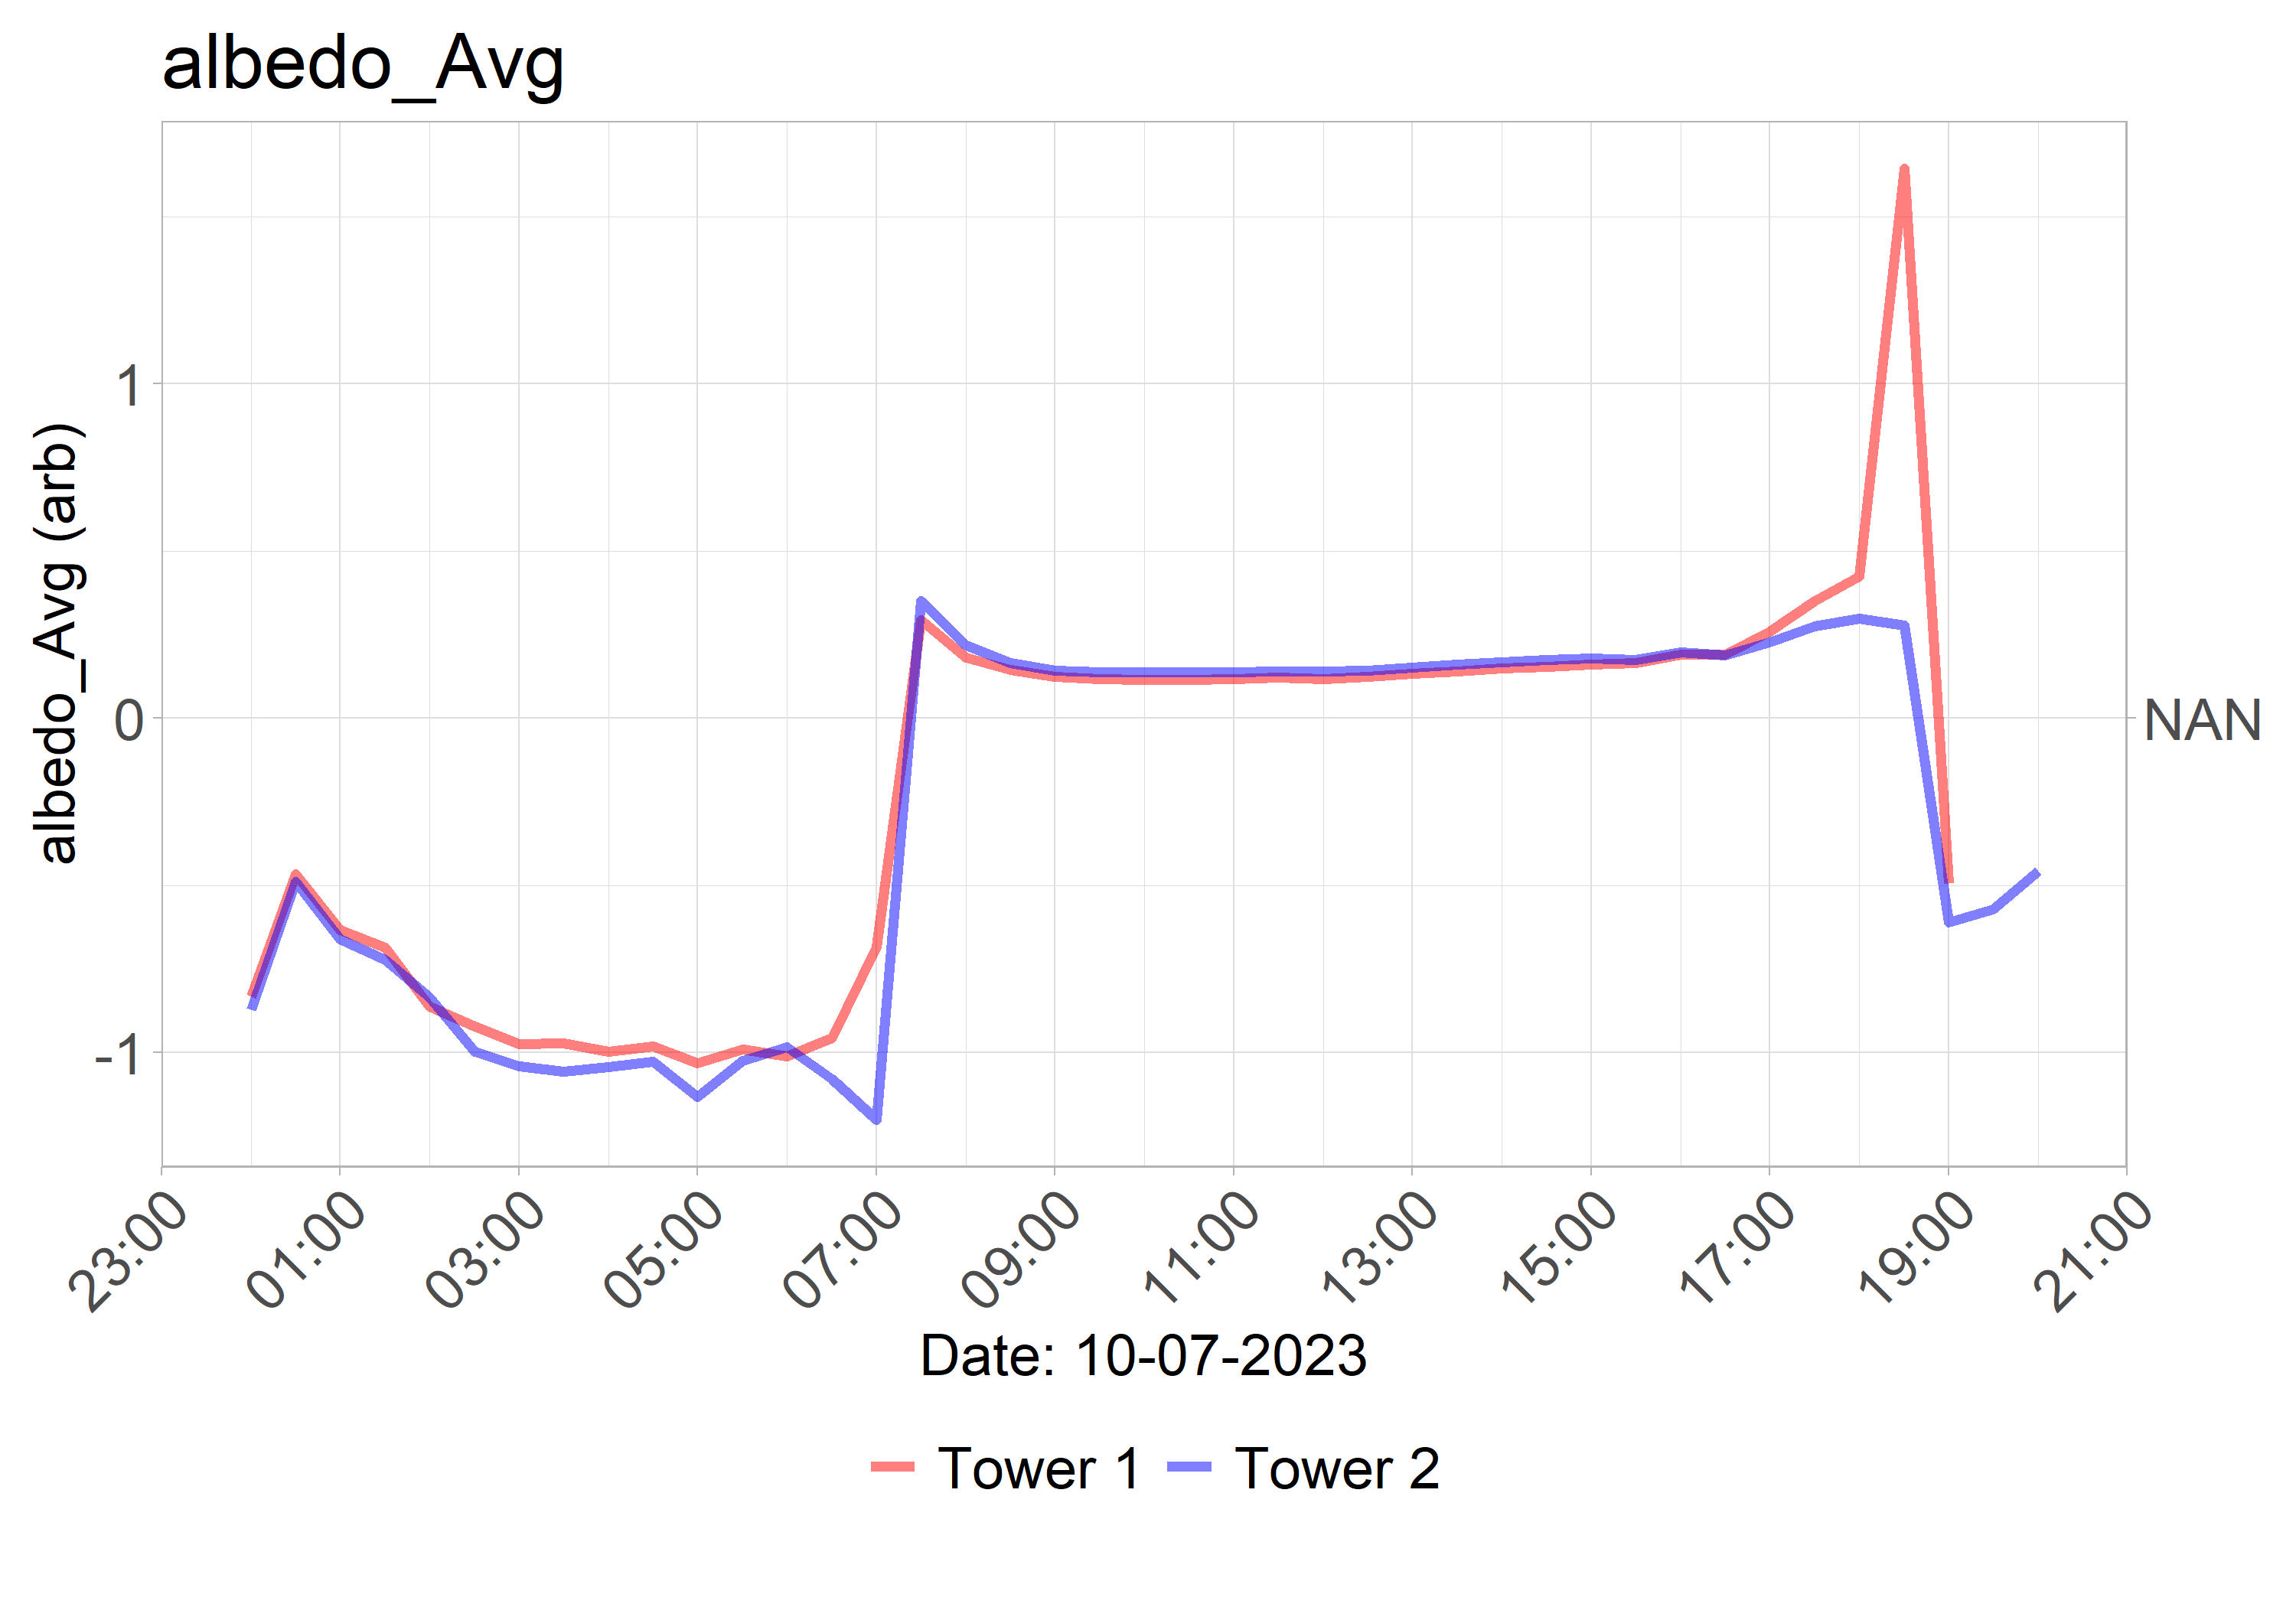 albedo_Avg
albedo_Avg (arb)
1
0
-1
NAN
23:00
01:00
03:00
05:00
07:00
09:00
11:00
13:00
15:00
17:00
19:00
21:00
Date: 10-07-2023
Tower 1
Tower 2